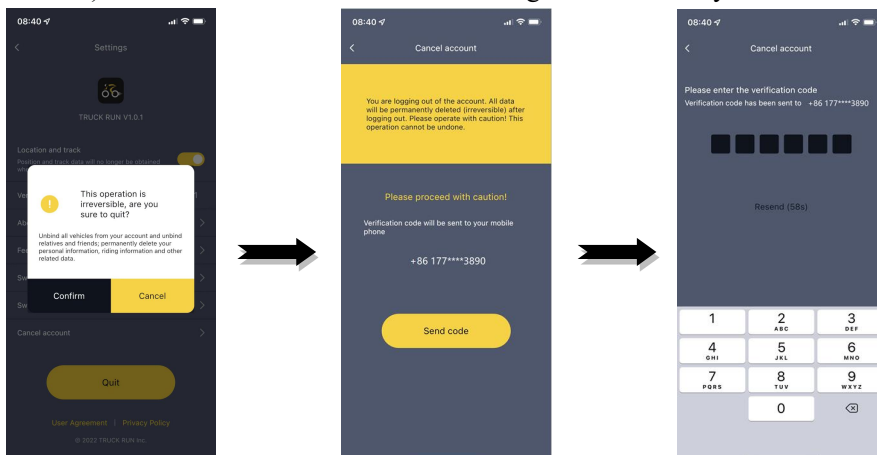 08:40
Settings
TRUCK RUN V1.0.1
Location and track
Position and track data will no longer be obtained
This operation is
irreversible, are you
sure to quit?
Unbind all vehicles from your account and unbind
relatives and friends; permanently delete your
personal information, riding information and other
related data.
Confirm
Cancel
Cancel account
Quit
User Agreement | Privacy Policy
© 2022 TRUCK RUN Inc.
08:40
Cancel account
You are logging out of the account. All data
will be permanently deleted (irreversible) after
logging out. Please operate with caution! This
operation cannot be undone.
Please proceed with caution!
Verification code will be sent to your mobile
phone
+86 177****3890
Send code
08:40
Cancel account
Please enter the verification code
Verification code has been sent to +86 177****3890
Resend (58s)
1
2
ABC
3
DEF
4
GHI
5
JKL
6
MNO
7
PQRS
8
TUV
9
WXYZ
0